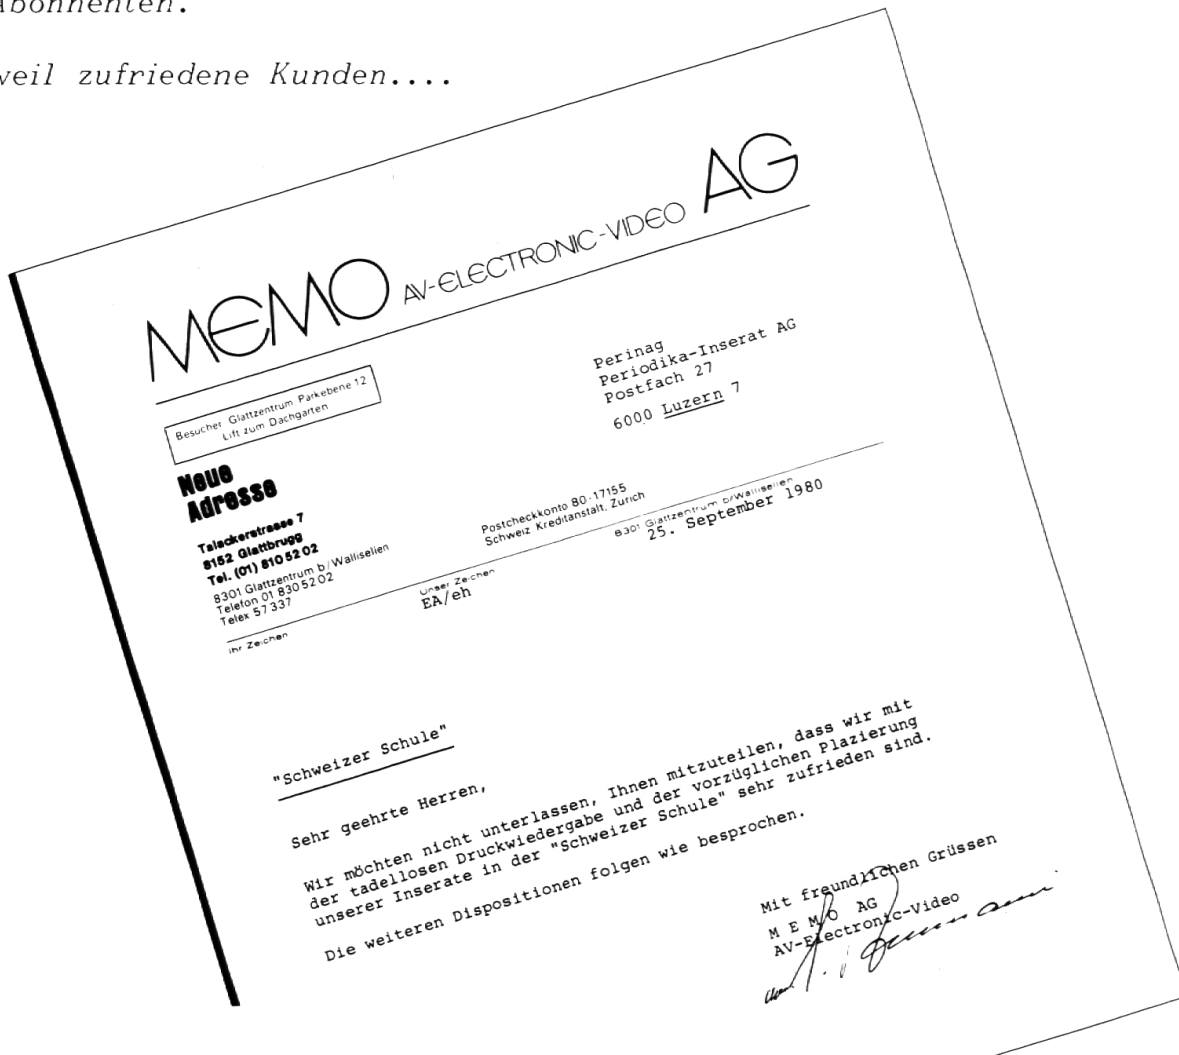 Abonnenten.
weil zufriedene Kunden....
MEMO AV-ELECTRONIC-VIDEO AG
Besucher Glattzentrum Parkebene 12
Lift zum Dachgarten
Perinag
Periodika-Inserat AG
Postfach 27
6000 Luzern 7
Neue
Adresse
Talackerstrasse 7
8152 Glattbrugg
Tel. (01) 810 52 02
8301 Glattzentrum b/Wallisellen
Telefon 01 830 52 02
Telex 57 337
Postcheckkonto 80-17155
Schweiz Kreditanstalt, Zürich
8301 Glattzentrum b/Wallisellen
25. September 1980
Ihr Zeichen
Unser Zeichen
EA/eh
"Schweizer Schule"
Sehr geehrte Herren,
Wir möchten nicht unterlassen, Ihnen mitzuteilen, dass wir mit
der tadellosen Druckwiedergabe und der vorzüglichen Plazierung
unserer Inserate in der "Schweizer Schule" sehr zufrieden sind.
Die weiteren Dispositionen folgen wie besprochen.
Mit freundlichen Grüssen
M E M O AG
AV-Electronic-Video